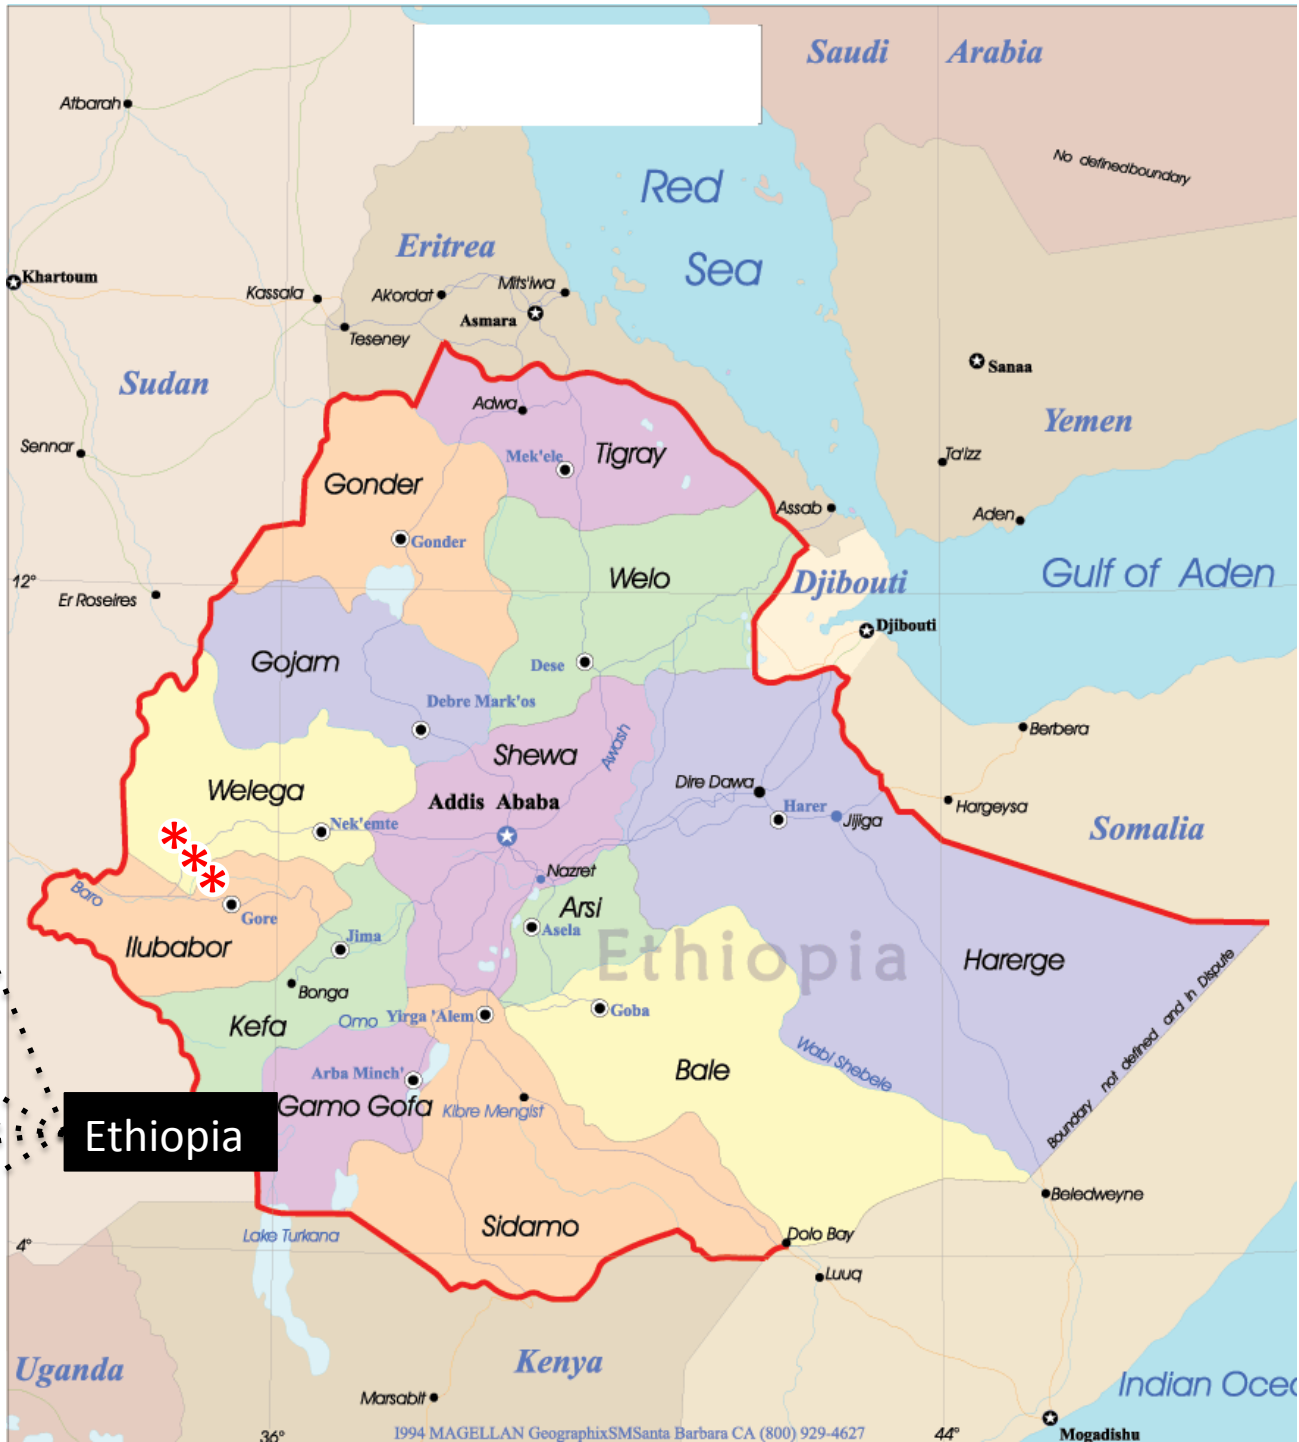 Saudi Arabia
Atbarah
No definedboundary
Red
Sea
Eritrea
Khartoum
Kassala
Akordat
Mits'iwa
Asmara
Teseney
Sanaa
Sudan
Adwa
Yemen
Sennar
Mek'ele
Tigray
Ta'izz
Gonder
Assab
Aden
Gonder
Welo
Djibouti
Gulf of Aden
12°
Er Roseires
Djibouti
Gojam
Dese
Debre Mark'os
Berbera
Shewa
Awash
Welega
Dire Dawa
Addis Ababa
Harer
Hargeysa
Nek'emte
Jijiga
Somalia
***
Nazret
Baro
Gore
Arsi
Asela
Ilubabor
Jima
Ethiopia
Harerge
Bonga
Omo
Yirga 'Alem
Goba
Kefa
Wabi Shebele
Boundary not defined and in Dispute
Bale
Arba Minch'
Gamo Gofa
Kibre Mengist
Ethiopia
Beledweyne
Sidamo
Lake Turkana
Dolo Bay
4°
Luuq
Uganda
Kenya
Indian Ocea
Marsabit
1994 MAGELLAN GeographixSMSanta Barbara CA (800) 929-4627
36°
44°
Mogadishu